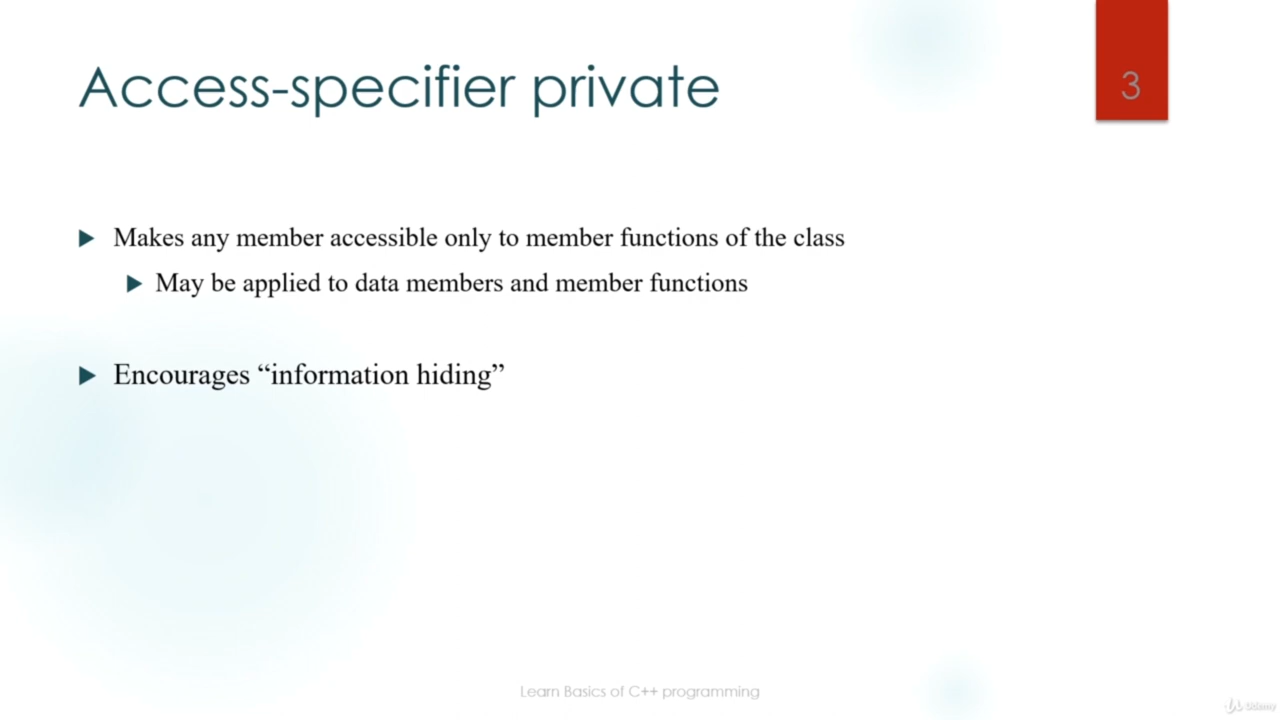 Access-specifier private
3
Makes any member accessible only to member functions of the class
May be applied to data members and member functions
Encourages “information hiding”
Learn Basics of C++ programming
Udemy